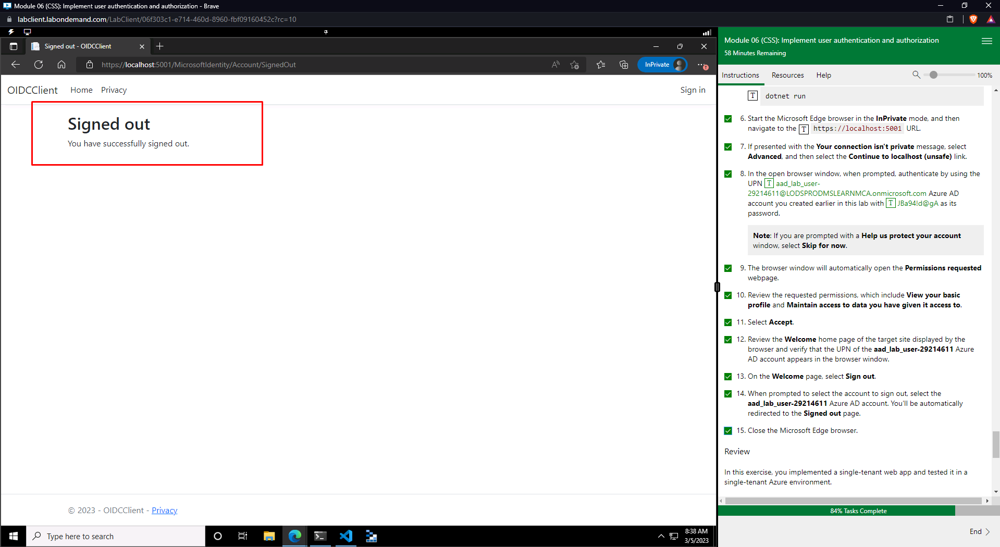 Module 06 (CSS): Implement user authentication and authorization - Brave
labclient.labondemand.com/LabClient/06f303c1-e714-460d-8960-fbf09160452c?rc=10
Signed out - OIDCClient
https://localhost:5001/MicrosoftIdentity/Account/SignedOut
InPrivate
OIDCClient
Home
Privacy
Sign in
Signed out
You have successfully signed out.
© 2023 - OIDCClient - Privacy
Type here to search
8:38 AM
3/5/2023
Module 06 (CSS): Implement user authentication and authorization
58 Minutes Remaining
Instructions
Resources
Help
100%
T dotnet run
6. Start the Microsoft Edge browser in the InPrivate mode, and then
navigate to the T https://localhost:5001 URL.
7. If presented with the Your connection isn't private message, select
Advanced, and then select the Continue to localhost (unsafe) link.
8. In the open browser window, when prompted, authenticate by using the
UPN T aad_lab_user-
29214611@LODSPRODMSLEARNMCA.onmicrosoft.com Azure AD
account you created earlier in this lab with T JBa94!d@gA as its
password.
Note: If you are prompted with a Help us protect your account
window, select Skip for now.
9. The browser window will automatically open the Permissions requested
webpage.
10. Review the requested permissions, which include View your basic
profile and Maintain access to data you have given it access to.
11. Select Accept.
12. Review the Welcome home page of the target site displayed by the
browser and verify that the UPN of the aad_lab_user-29214611 Azure
AD account appears in the browser window.
13. On the Welcome page, select Sign out.
14. When prompted to select the account to sign out, select the
aad_lab_user-29214611 Azure AD account. You'll be automatically
redirected to the Signed out page.
15. Close the Microsoft Edge browser.
Review
In this exercise, you implemented a single-tenant web app and tested it in a
single-tenant Azure environment.
84% Tasks Complete
End